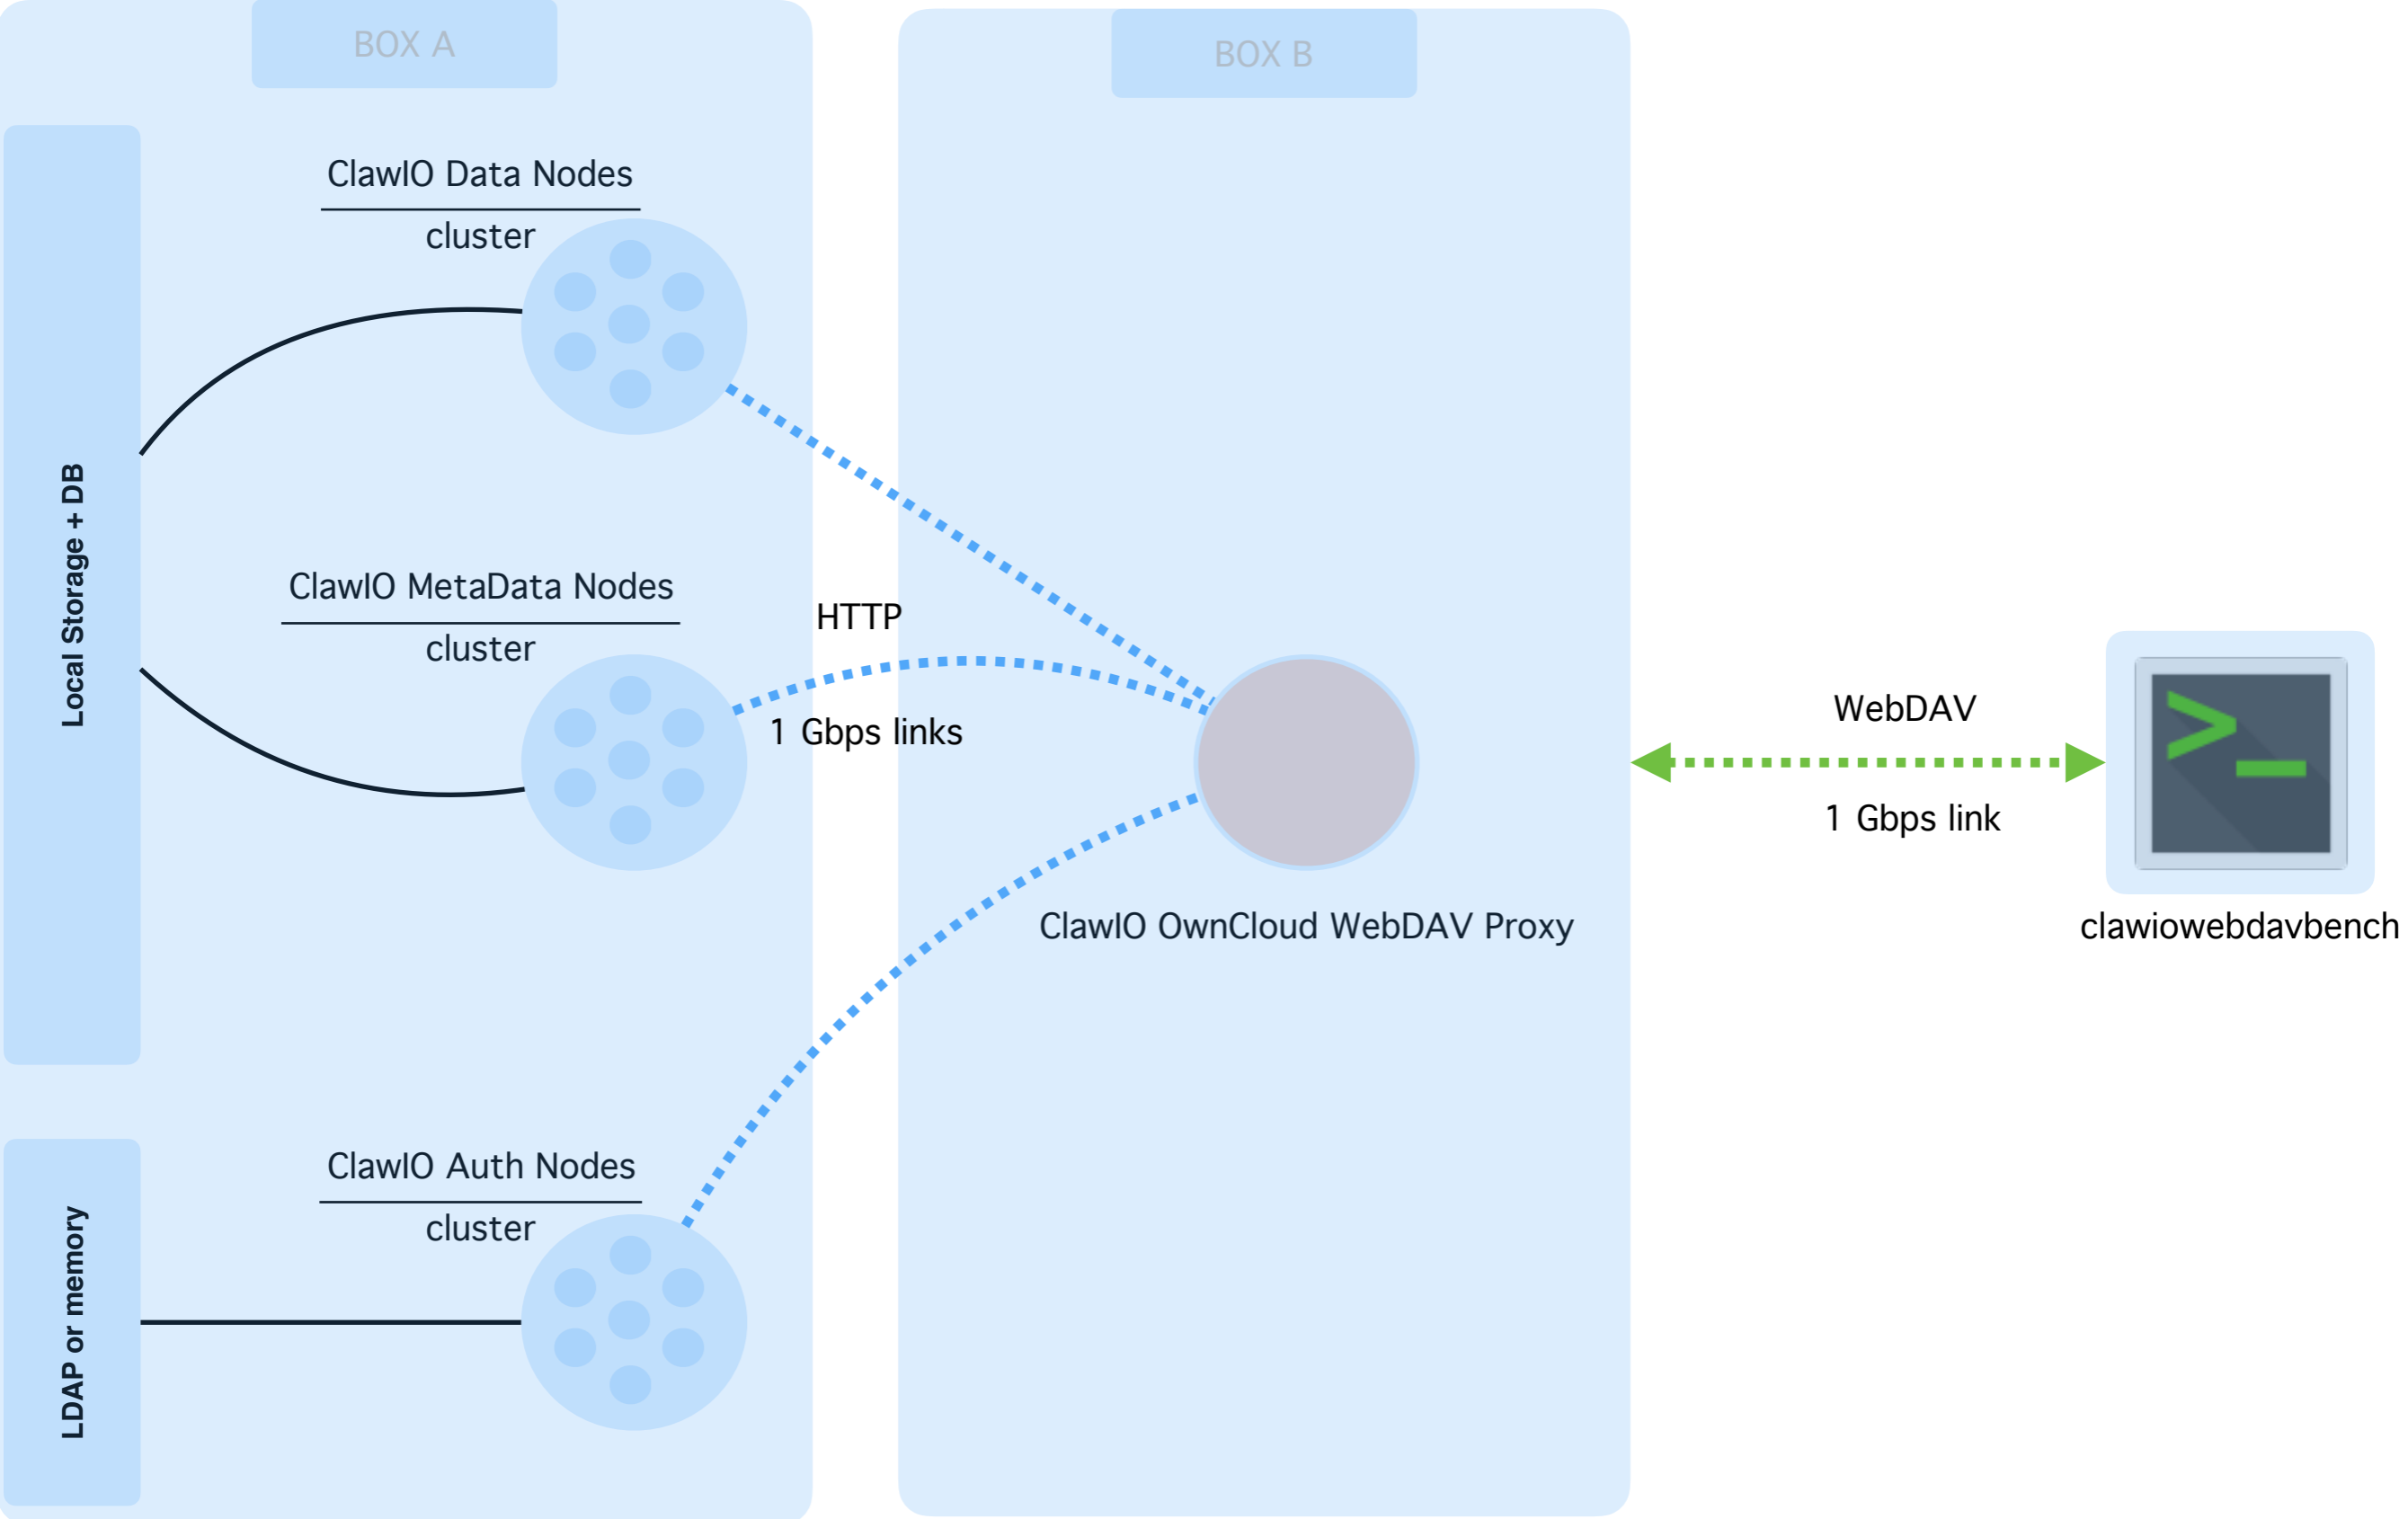 BOX A
BOX B
ClawIO Data Nodes
cluster
Local Storage + DB
ClawIO MetaData Nodes
cluster
HTTP
1 Gbps links
WebDAV
1 Gbps link
ClawIO OwnCloud WebDAV Proxy
clawiowebdavbench
ClawIO Auth Nodes
cluster
LDAP or memory